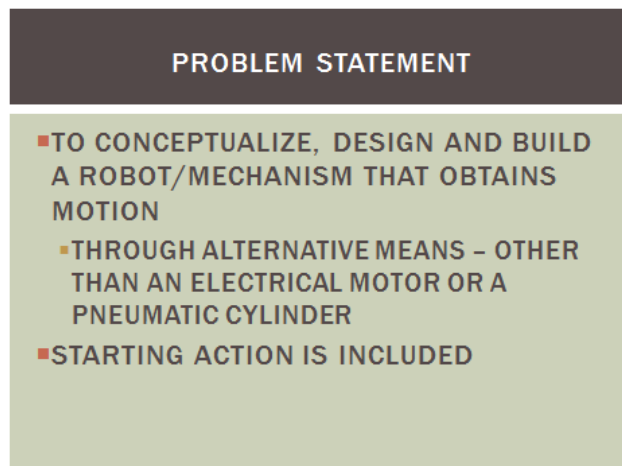 PROBLEM STATEMENT
▪TO CONCEPTUALIZE, DESIGN AND BUILD
A ROBOT/MECHANISM THAT OBTAINS
MOTION
▪THROUGH ALTERNATIVE MEANS – OTHER
THAN AN ELECTRICAL MOTOR OR A
PNEUMATIC CYLINDER
▪STARTING ACTION IS INCLUDED